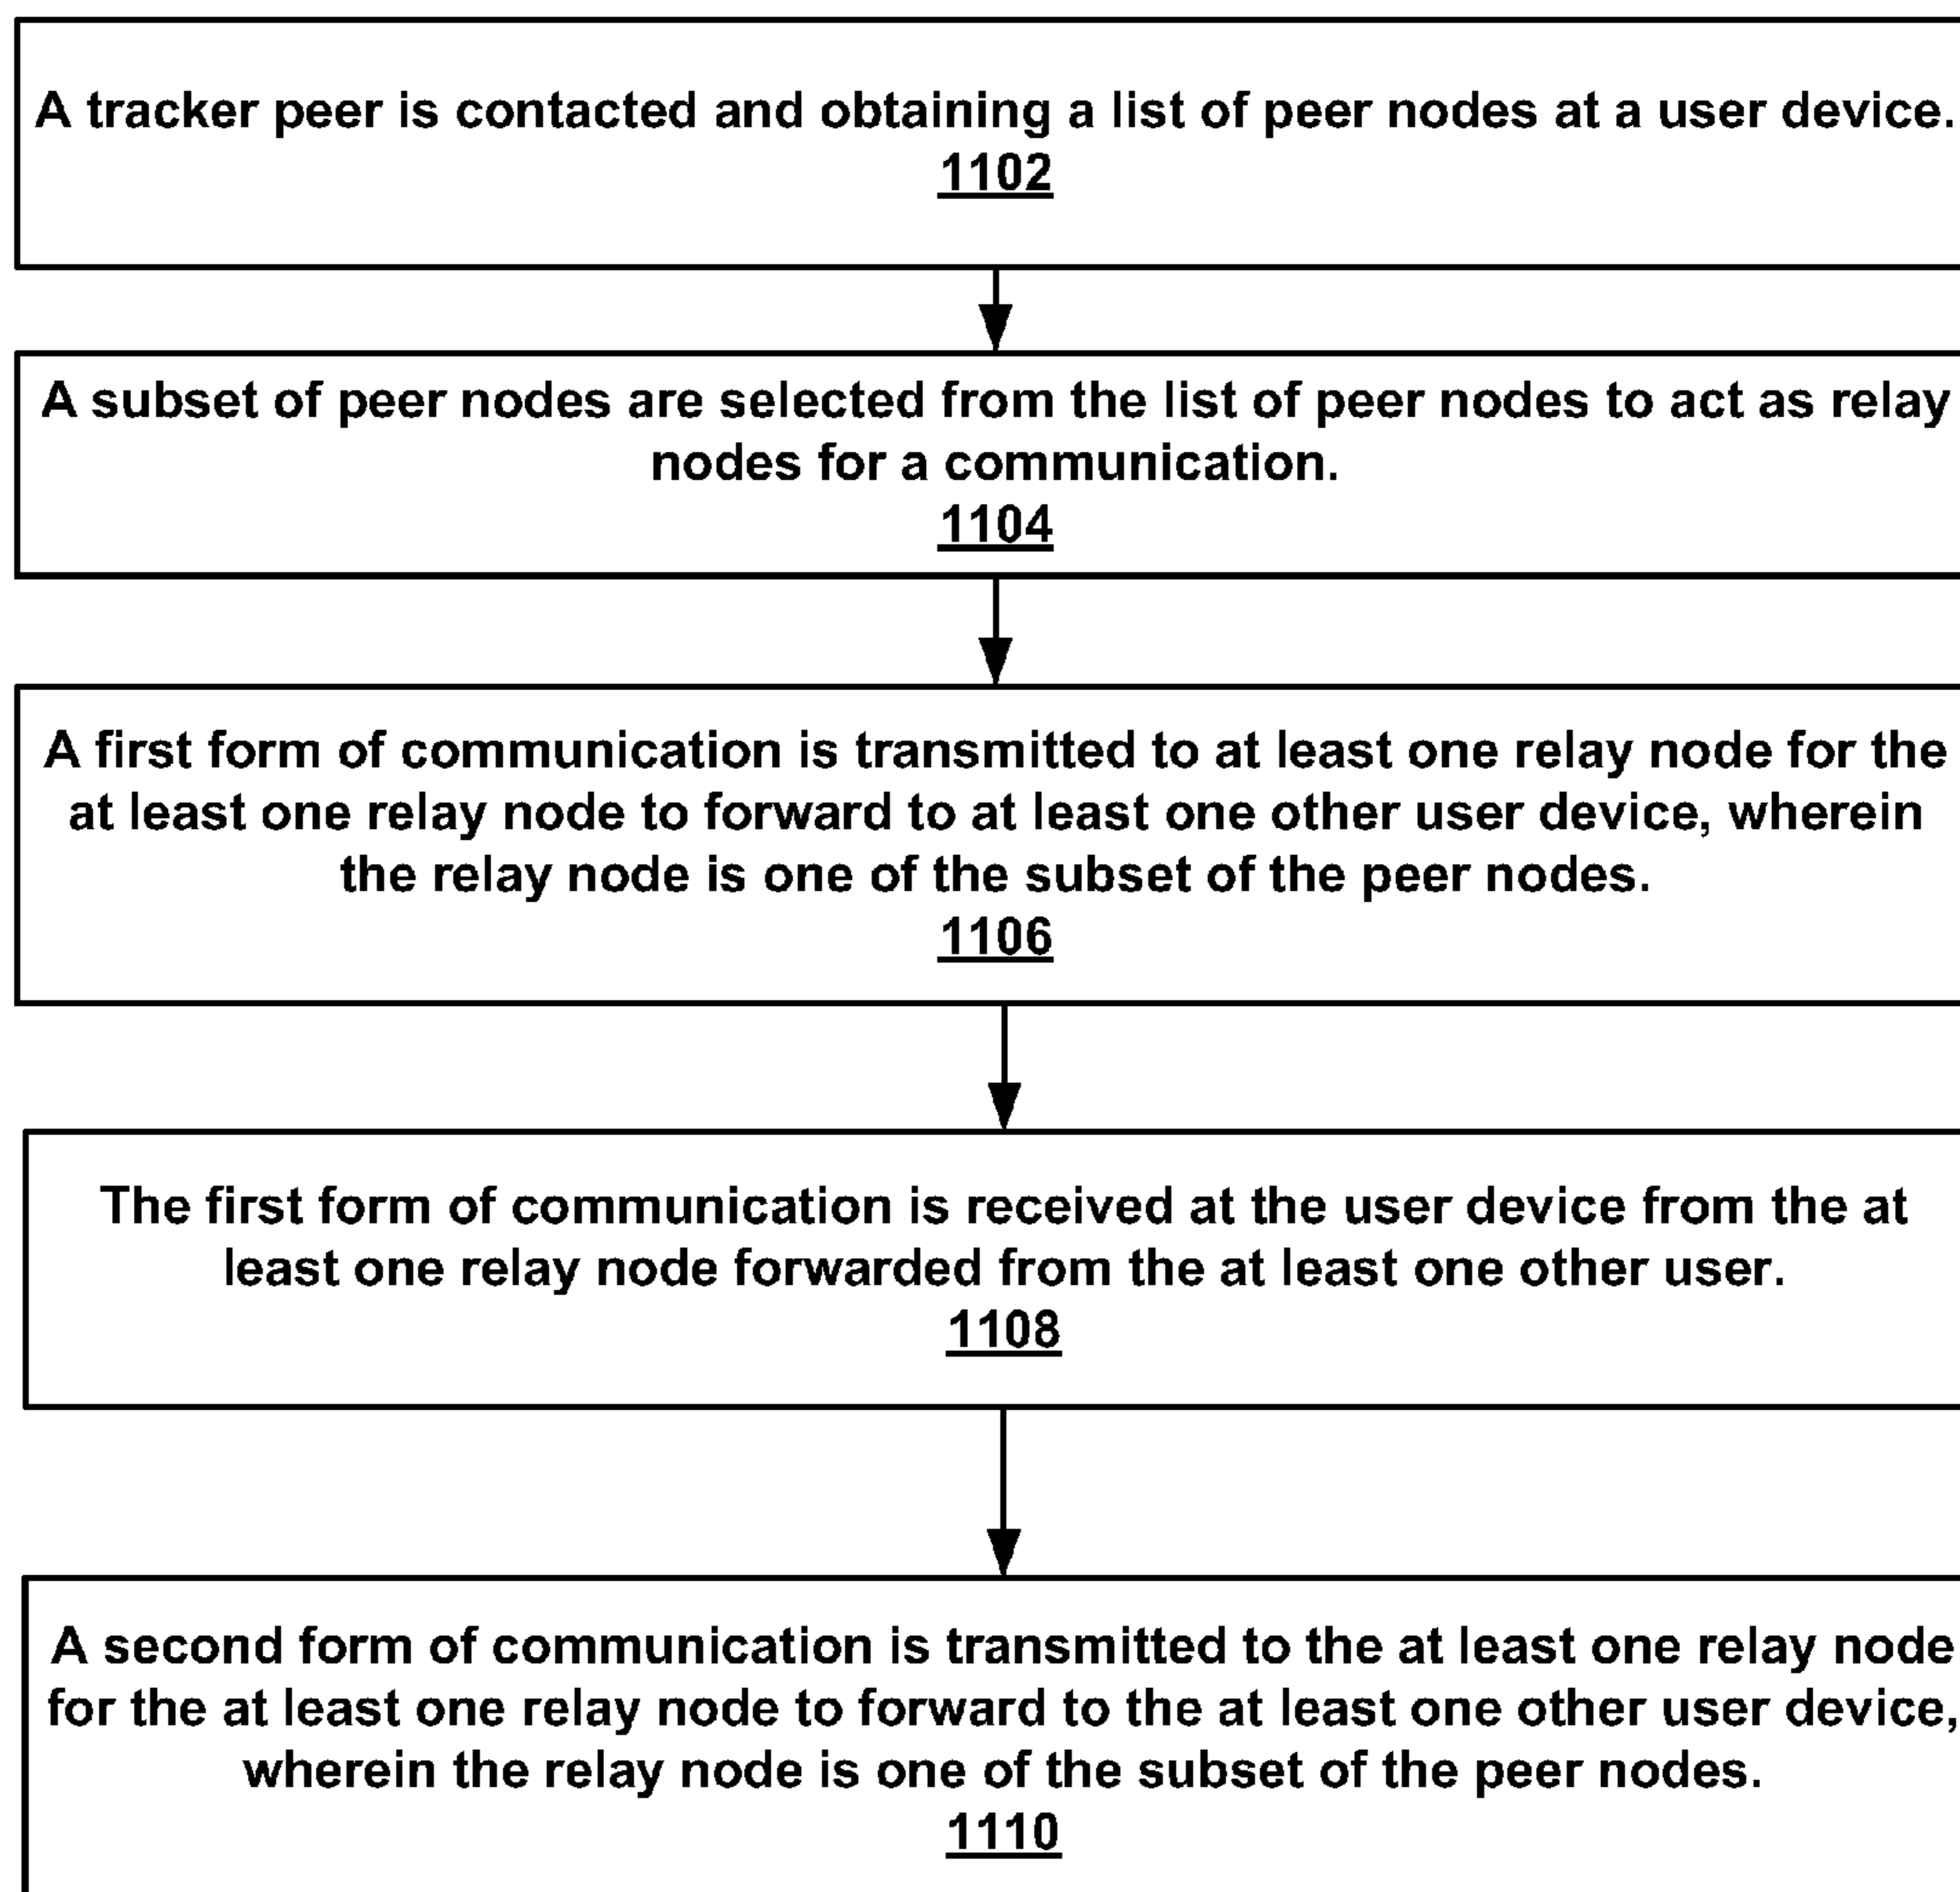 A tracker peer is contacted and obtaining a list of peer nodes at a user device.
1102
A subset of peer nodes are selected from the list of peer nodes to act as relay
nodes for a communication.
1104
A first form of communication is transmitted to at least one relay node for the
at least one relay node to forward to at least one other user device, wherein
the relay node is one of the subset of the peer nodes.
1106
The first form of communication is received at the user device from the at
least one relay node forwarded from the at least one other user.
1108
A second form of communication is transmitted to the at least one relay node
for the at least one relay node to forward to the at least one other user device,
wherein the relay node is one of the subset of the peer nodes.
1110